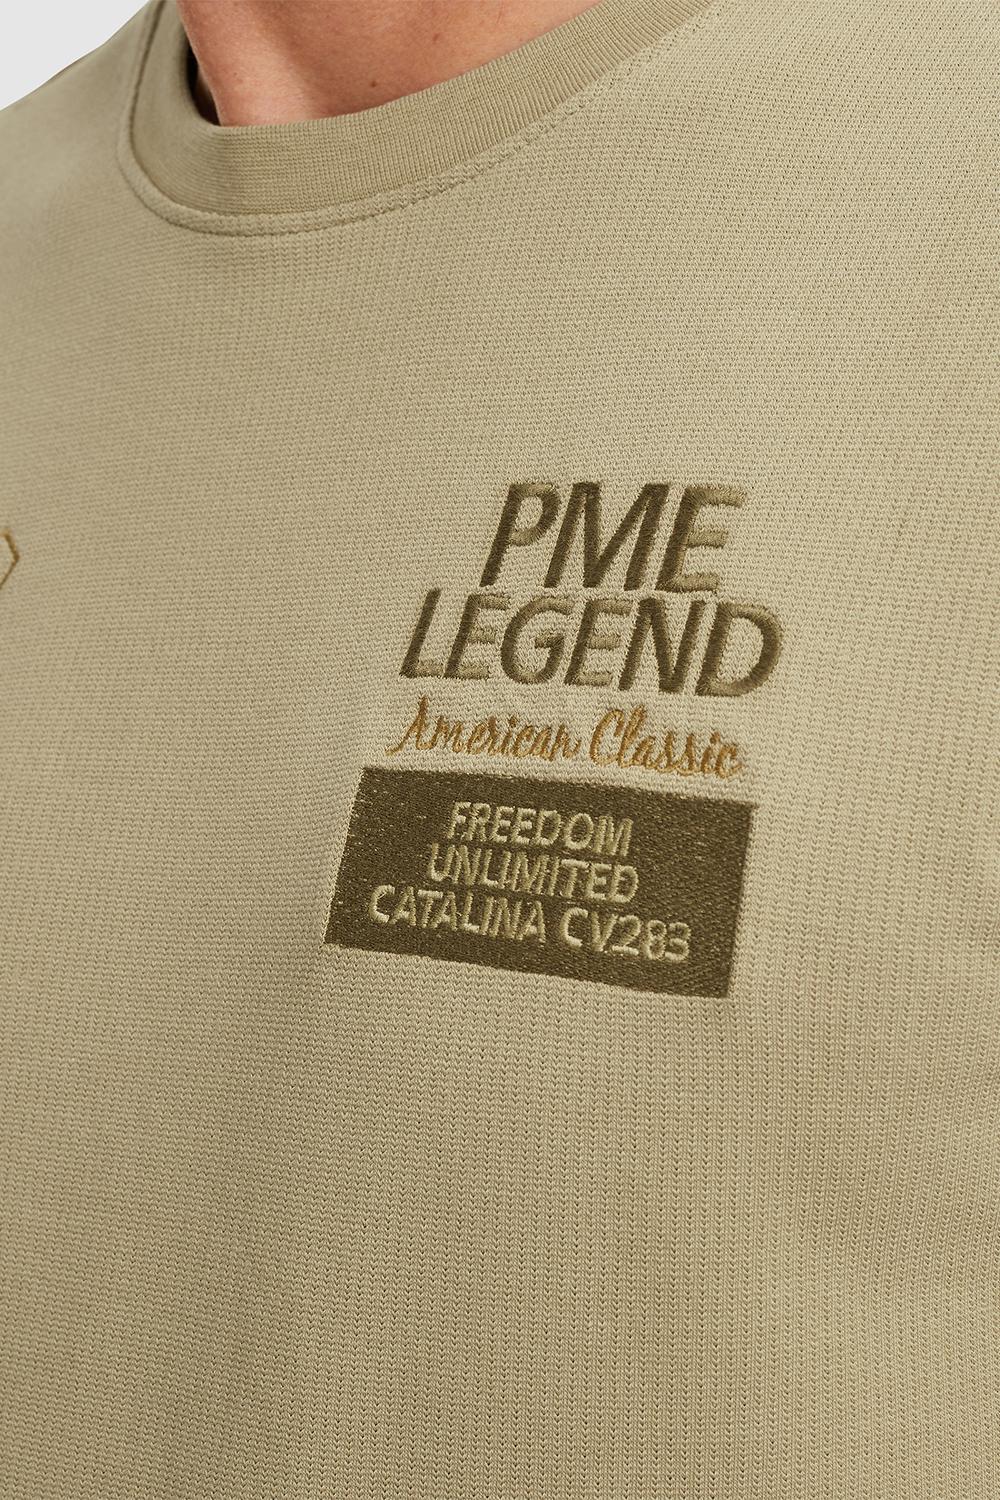 PME
LEGEND
American Classic
FREEDOM
UNLIMITED
CATALINA CV283